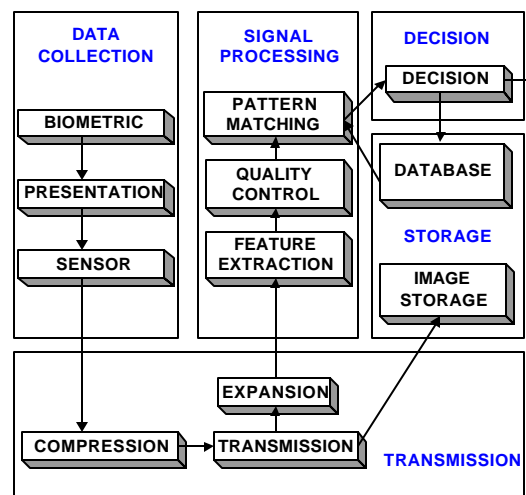 DATA
COLLECTION
BIOMETRIC
PRESENTATION
SENSOR
SIGNAL
PROCESSING
PATTERN
MATCHING
QUALITY
CONTROL
FEATURE
EXTRACTION
DECISION
DECISION
DATABASE
STORAGE
IMAGE
STORAGE
EXPANSION
COMPRESSION
TRANSMISSION
TRANSMISSION